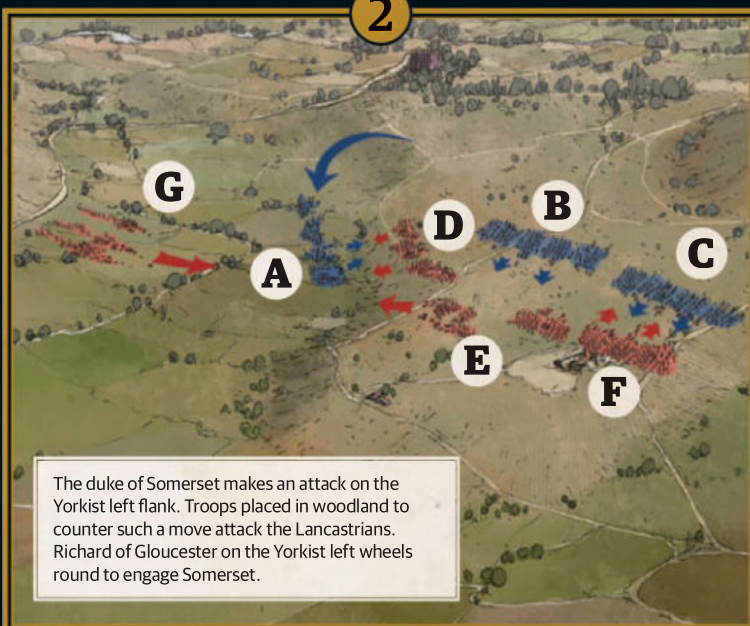 2
G
B
D
C
A
E
F
The duke of Somerset makes an attack on the
Yorkist left flank. Troops placed in woodland to
counter such a move attack the Lancastrians.
Richard of Gloucester on the Yorkist left wheels
round to engage Somerset.